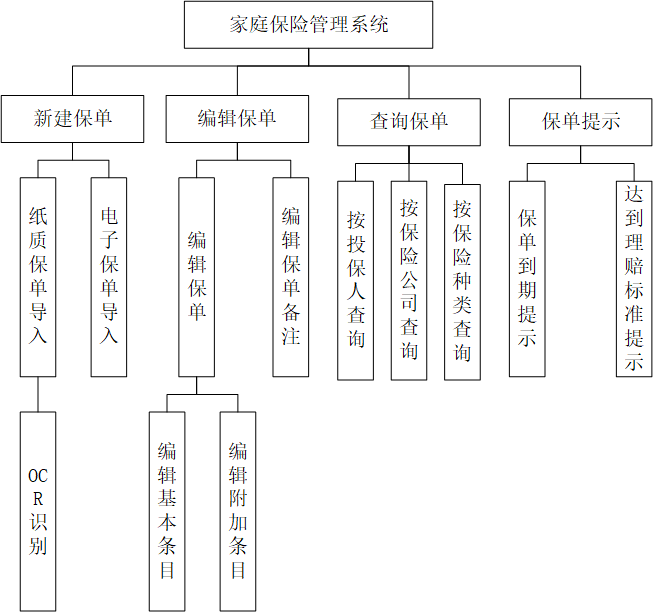 家庭保险管理系统
新建保单
编辑保单
查询保单
保单提示
纸质保单导入
电子保单导入
编辑保单
编辑保单备注
按投保人查询
按保险公司查询
按保险种类查询
保单到期提示
达到理赔标准提示
OCR识别
编辑基本条目
编辑附加条目